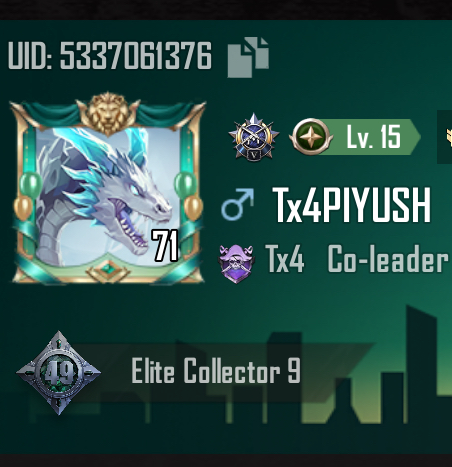 UID: 5337061376
V Lv. 15
71
Tx4PIYUSH
Tx4 Co-leader
49 Elite Collector 9